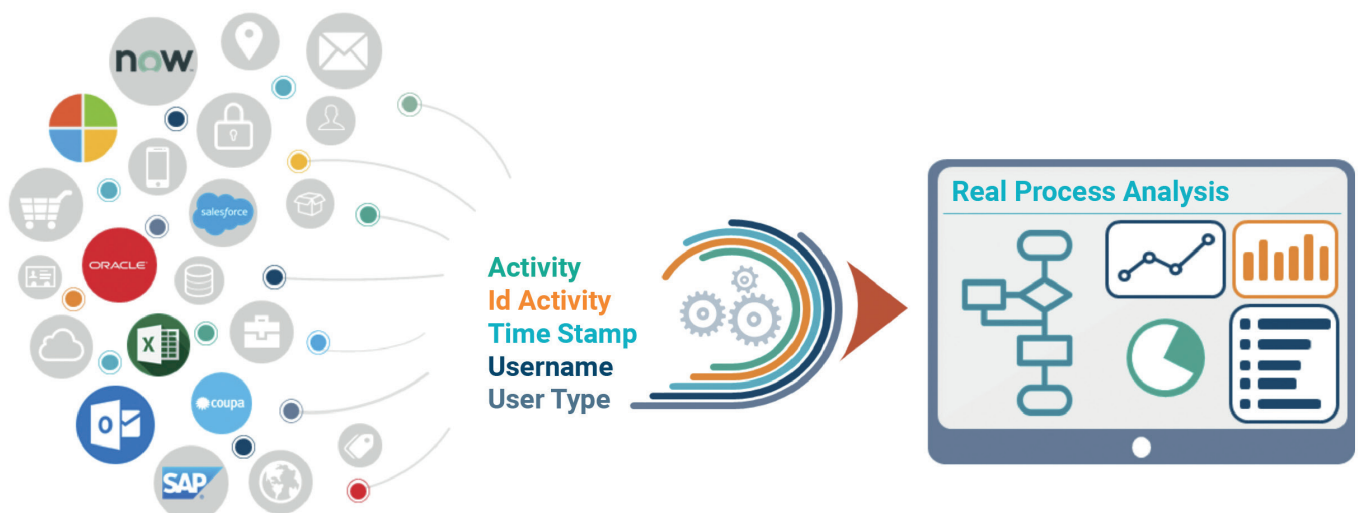 now
salesforce
ORACLE
X
O
coupa
SAP
Activity
Id Activity
Time Stamp
Username
User Type
Real Process Analysis